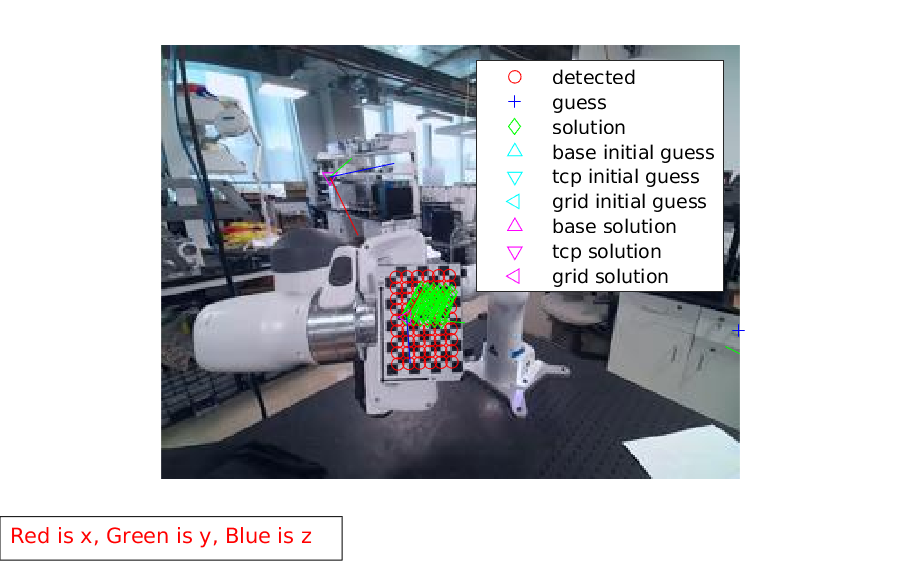 detected
guess
solution
base initial guess
tcp initial guess
grid initial guess
base solution
tcp solution
grid solution
Red is x, Green is y, Blue is z